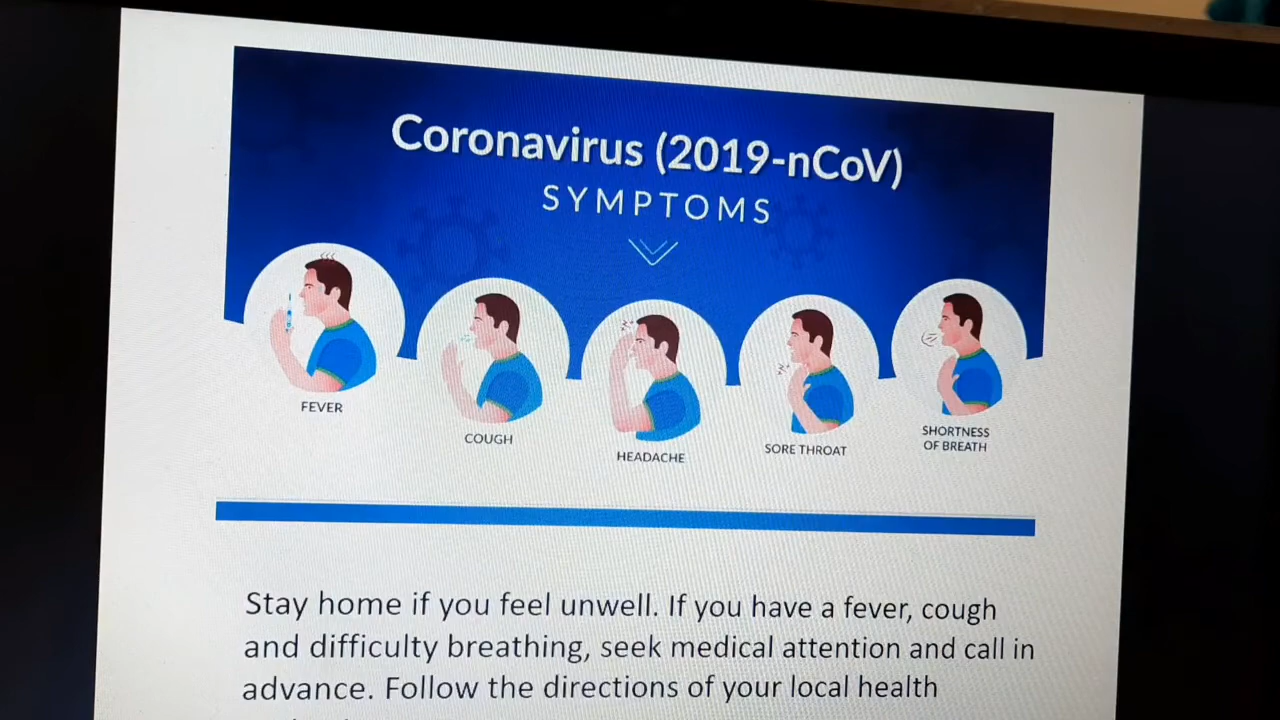 Coronavirus (2019-nCoV)
SYMPTOMS
FEVER
COUGH
HEADACHE
SORE THROAT
SHORTNESS
OF BREATH
Stay home if you feel unwell. If you have a fever, cough
and difficulty breathing, seek medical attention and call in
advance. Follow the directions of your local health